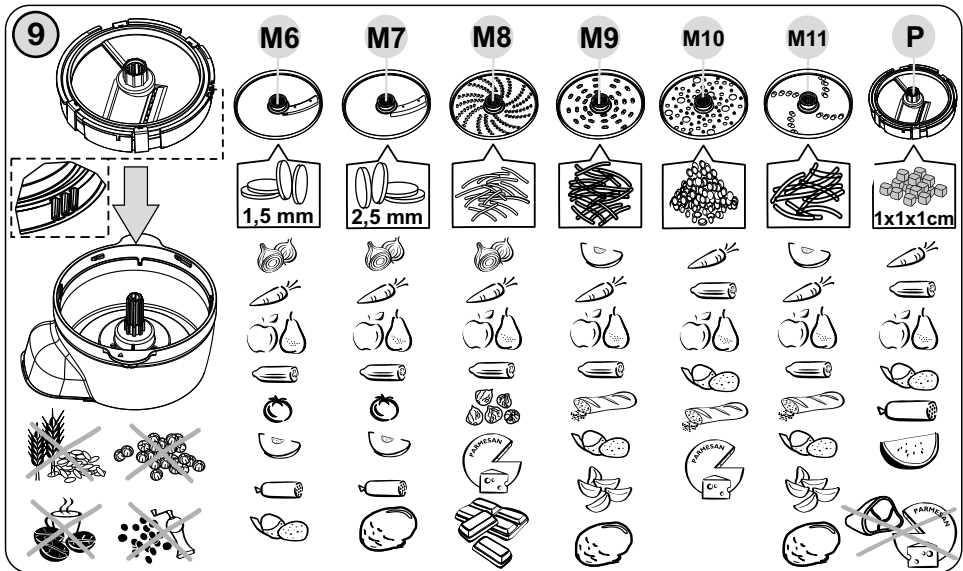 9
M6 M7 M8 M9 M10 M11 P
1,5 mm 2,5 mm 1x1x1cm
PARMESAN PARMESAN
PARMESAN